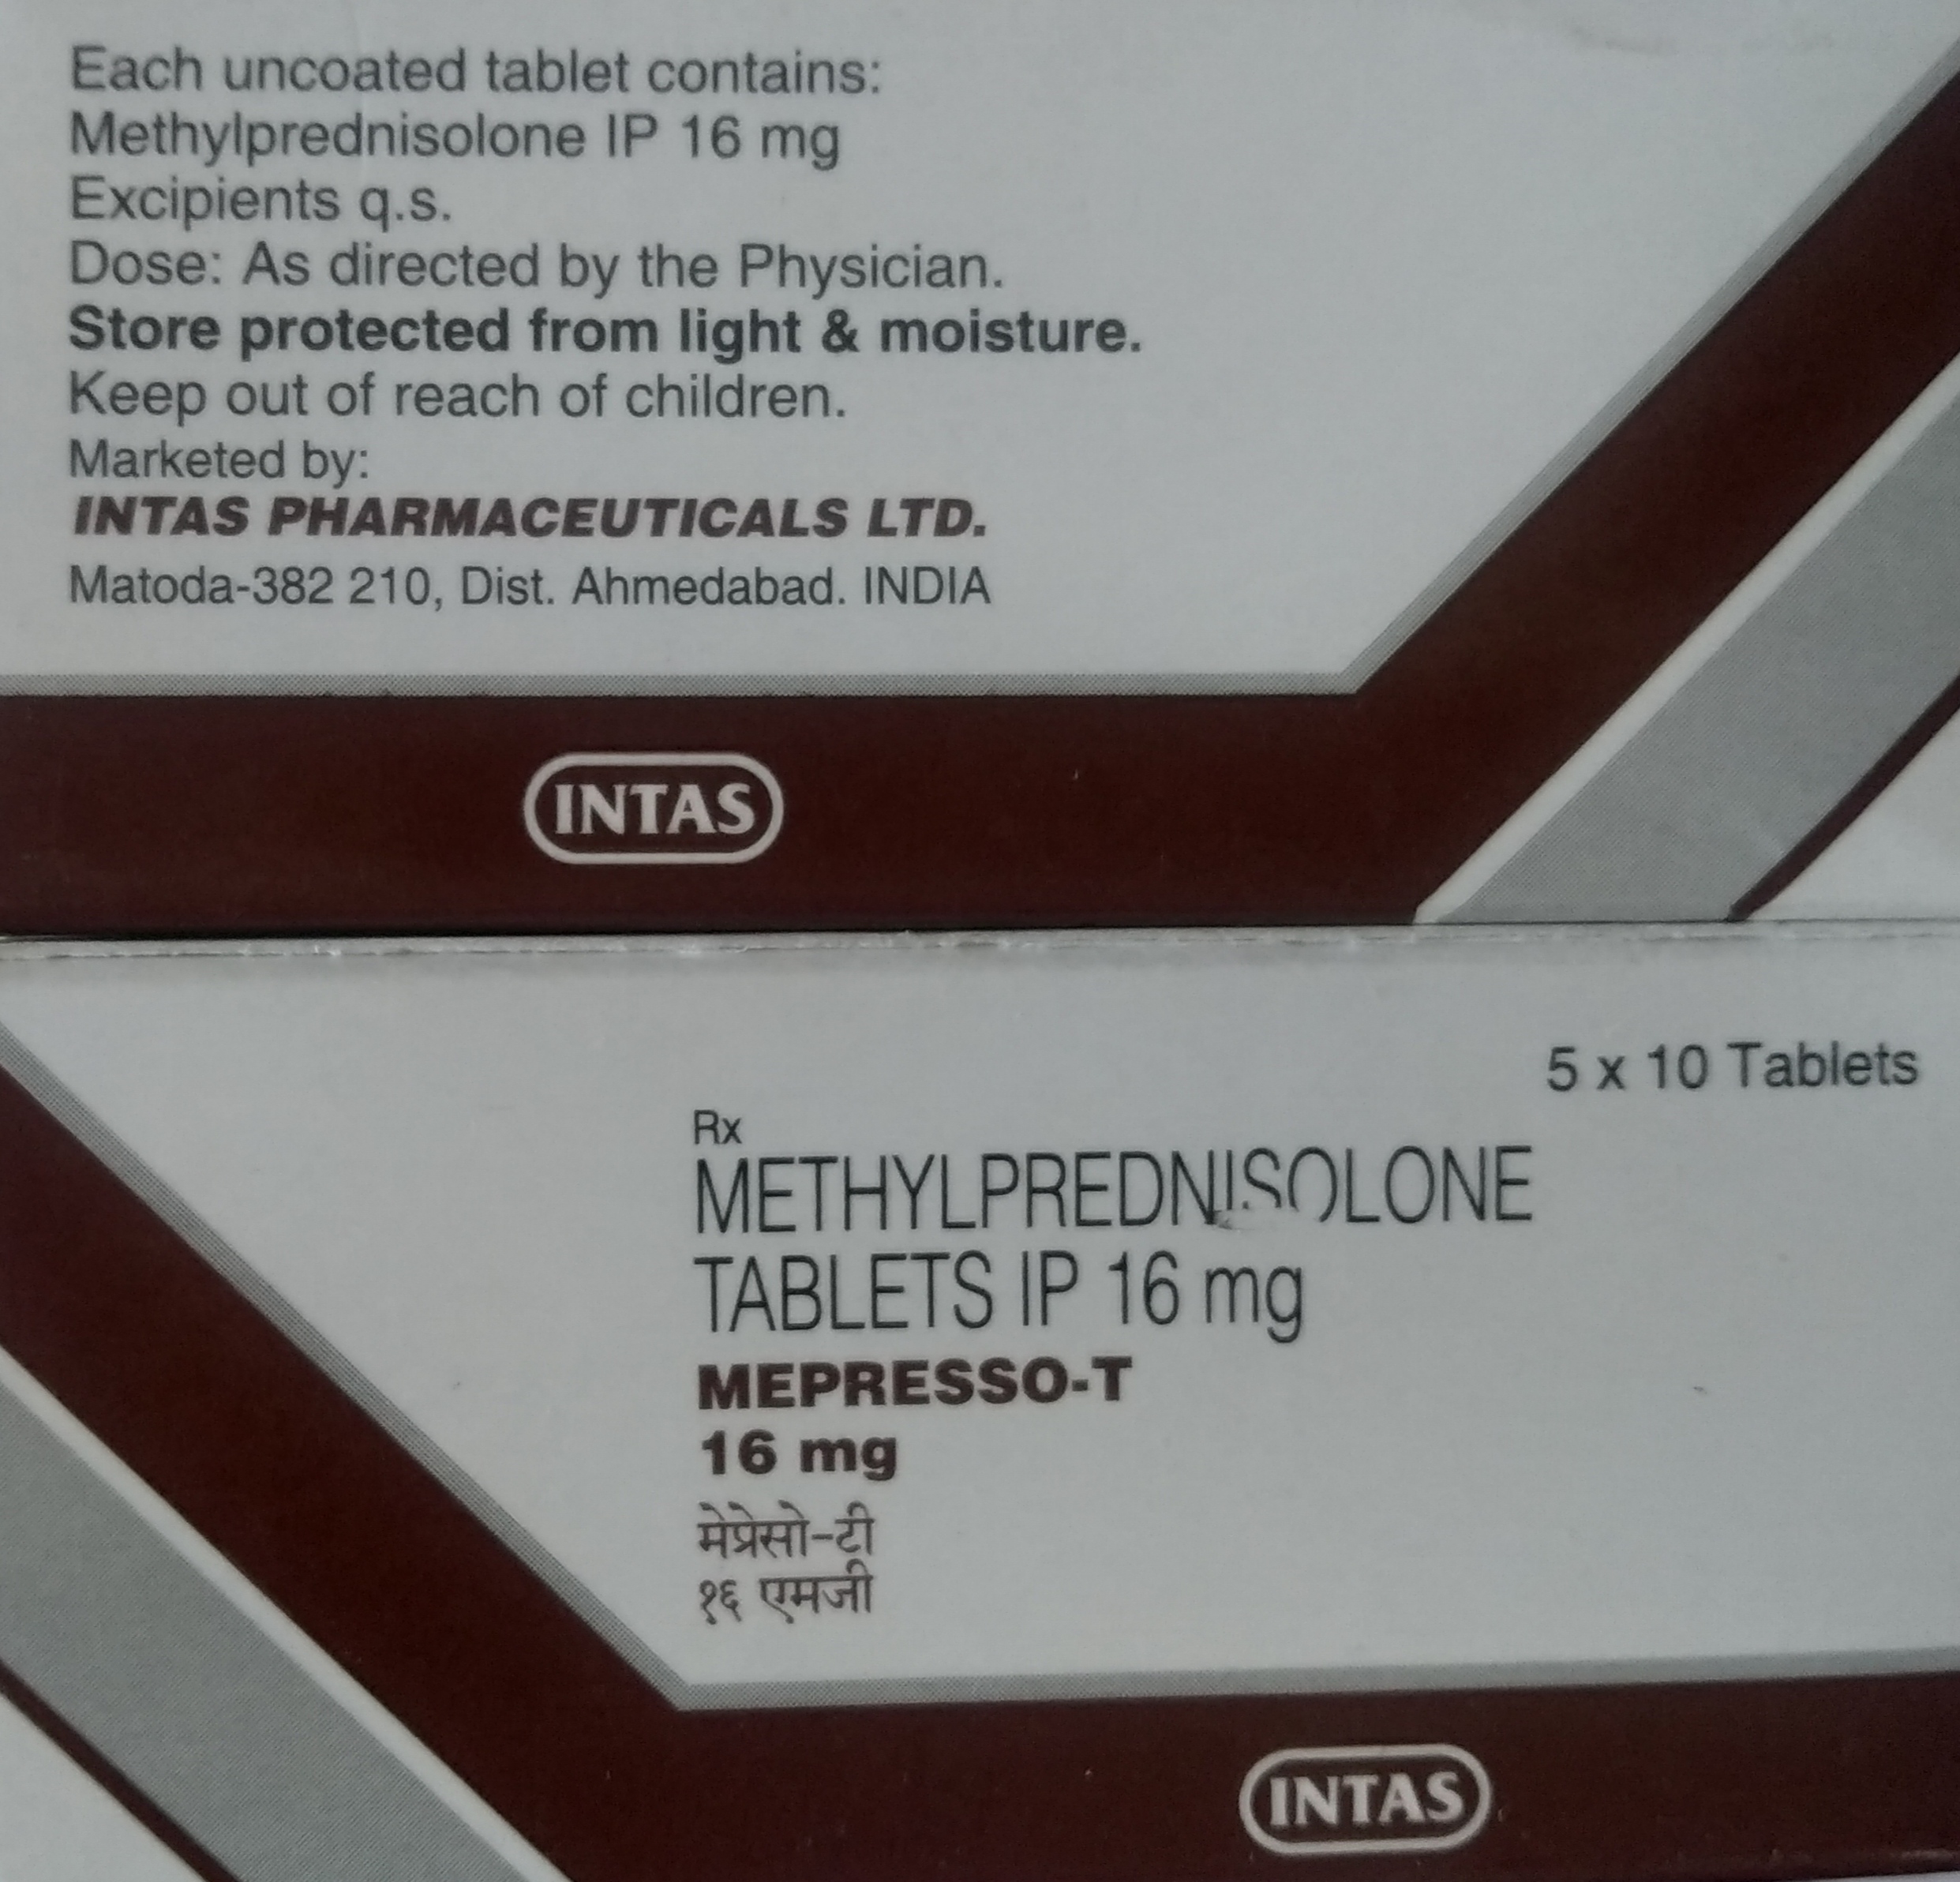 Each uncoated tablet contains:
Methylprednisolone IP 16 mg
Excipients q.s.
Dose: As directed by the Physician.
Store protected from light & moisture.
Keep out of reach of children.
Marketed by:
INTAS PHARMACEUTICALS LTD.
Matoda-382 210, Dist. Ahmedabad. INDIA
INTAS
5 x 10 Tablets
Rx
METHYLPREDNISOLONE
TABLETS IP 16 mg
MEPRESSO-T
16 mg
मेप्रेसो-टी
१६ एमजी
INTAS